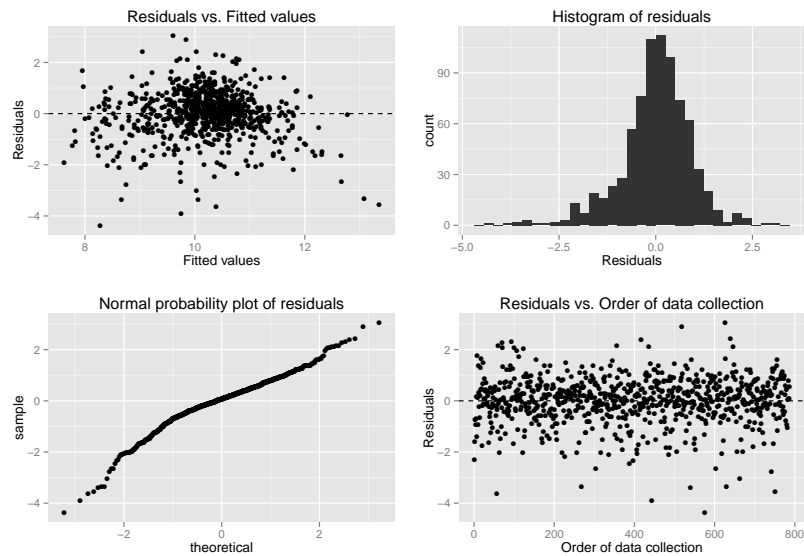 Residuals vs. Fitted values
2
0
−2
−4
Residuals
8
10
12
Fitted values
Histogram of residuals
90
60
30
0
count
−5.0
−2.5
0.0
2.5
Residuals
Normal probability plot of residuals
2
0
−2
−4
sample
−2
0
2
theoretical
Residuals vs. Order of data collection
2
0
−2
−4
Residuals
0
200
400
600
800
Order of data collection